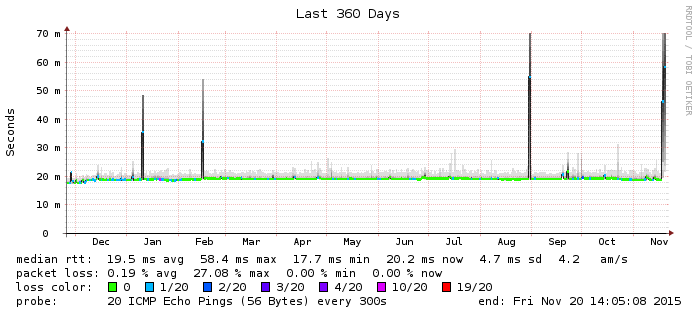 Last 360 Days
RRDTOOL / TOBI OETIKER
Seconds
70 m
60 m
50 m
40 m
30 m
20 m
10 m
0
Dec Jan Feb Mar Apr May Jun Jul Aug Sep Oct Nov
median rtt: 19.5 ms avg 58.4 ms max 17.7 ms min 20.2 ms now 4.7 ms sd 4.2 am/s
packet loss: 0.19 % avg 27.08 % max 0.00 % min 0.00 % now
loss color: 0 1/20 2/20 3/20 4/20 10/20 19/20
probe: 20 ICMP Echo Pings (56 Bytes) every 300s end: Fri Nov 20 14:05:08 2015